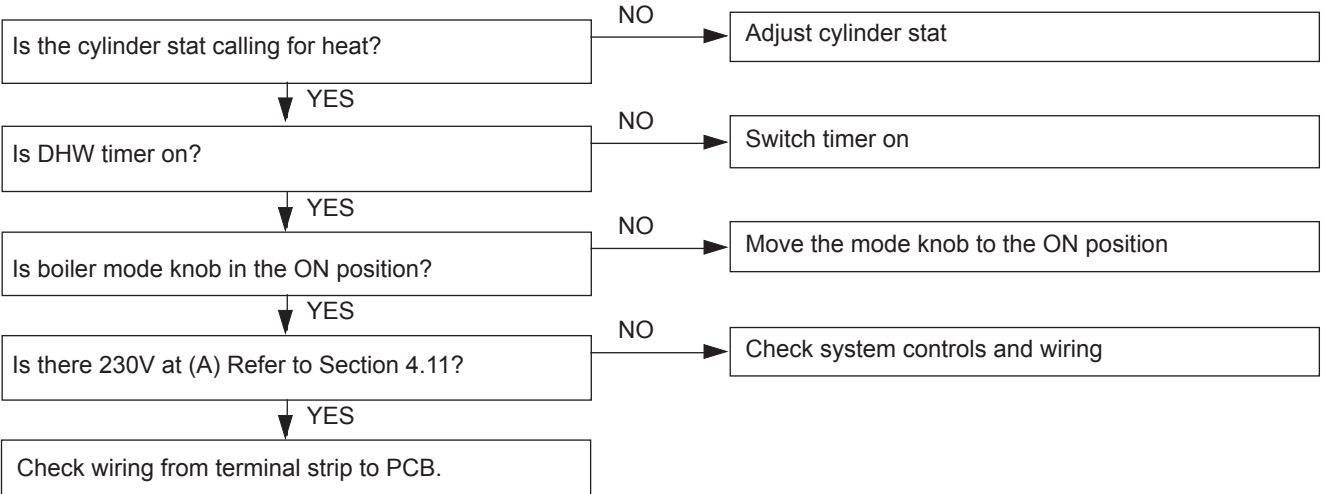 NO
Is the cylinder stat calling for heat?
Adjust cylinder stat
YES
NO
Is DHW timer on?
Switch timer on
YES
NO
Is boiler mode knob in the ON position?
Move the mode knob to the ON position
YES
NO
Is there 230V at (A) Refer to Section 4.11?
Check system controls and wiring
YES
Check wiring from terminal strip to PCB.